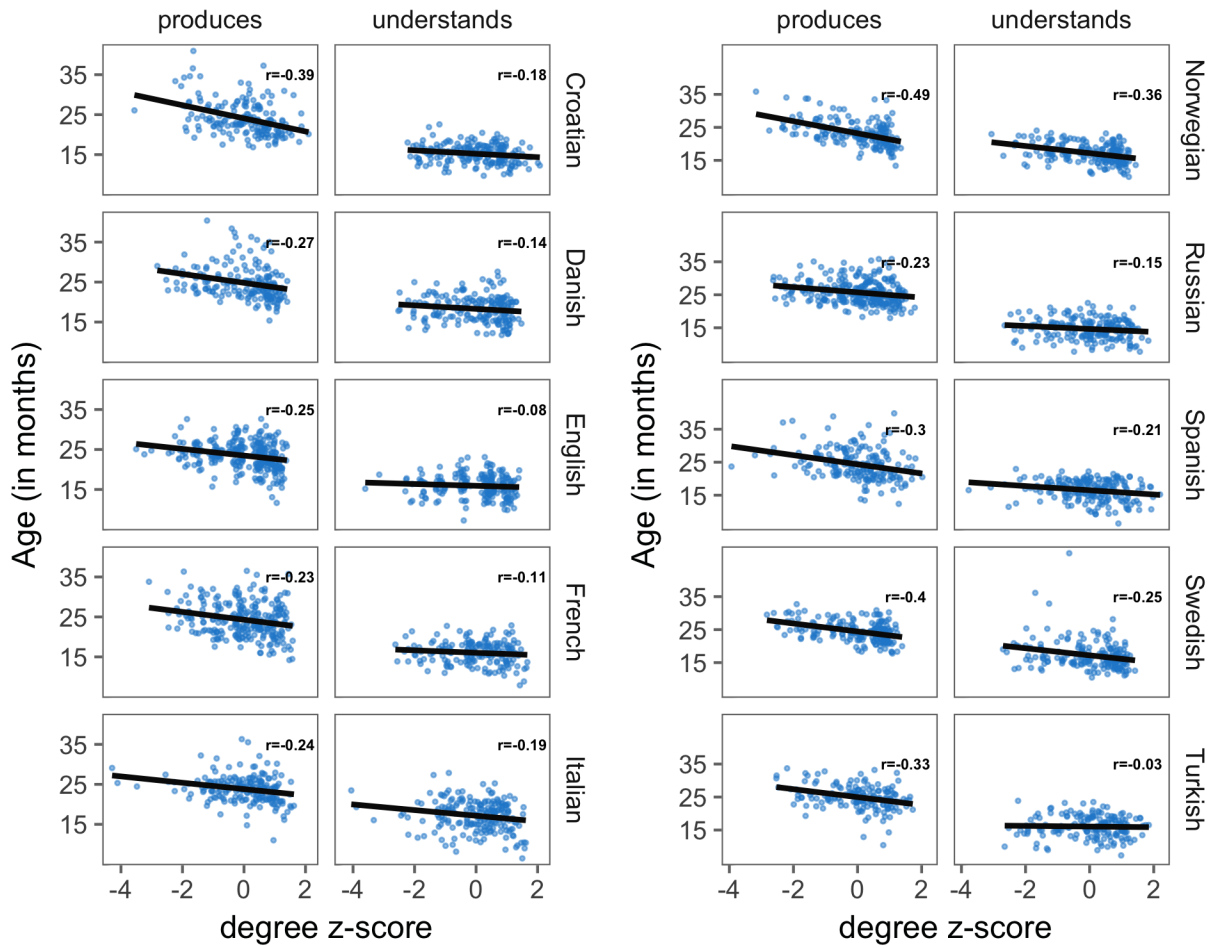 produces understands
35 25 15 r=-0.39 r=-0.18 Croatian
35 25 15 r=-0.27 r=-0.14 Danish
35 25 15 r=-0.25 r=-0.08 English
35 25 15 r=-0.23 r=-0.11 French
35 25 15 r=-0.24 r=-0.19 Italian
Age (in months)
-4 -2 0 2 -4 -2 0 2
degree z-score
produces understands
35 25 15 r=-0.49 r=-0.36 Norwegian
35 25 15 r=-0.23 r=-0.15 Russian
35 25 15 r=-0.3 r=-0.21 Spanish
35 25 15 r=-0.4 r=-0.25 Swedish
35 25 15 r=-0.33 r=-0.03 Turkish
Age (in months)
-4 -2 0 2 -4 -2 0 2
degree z-score